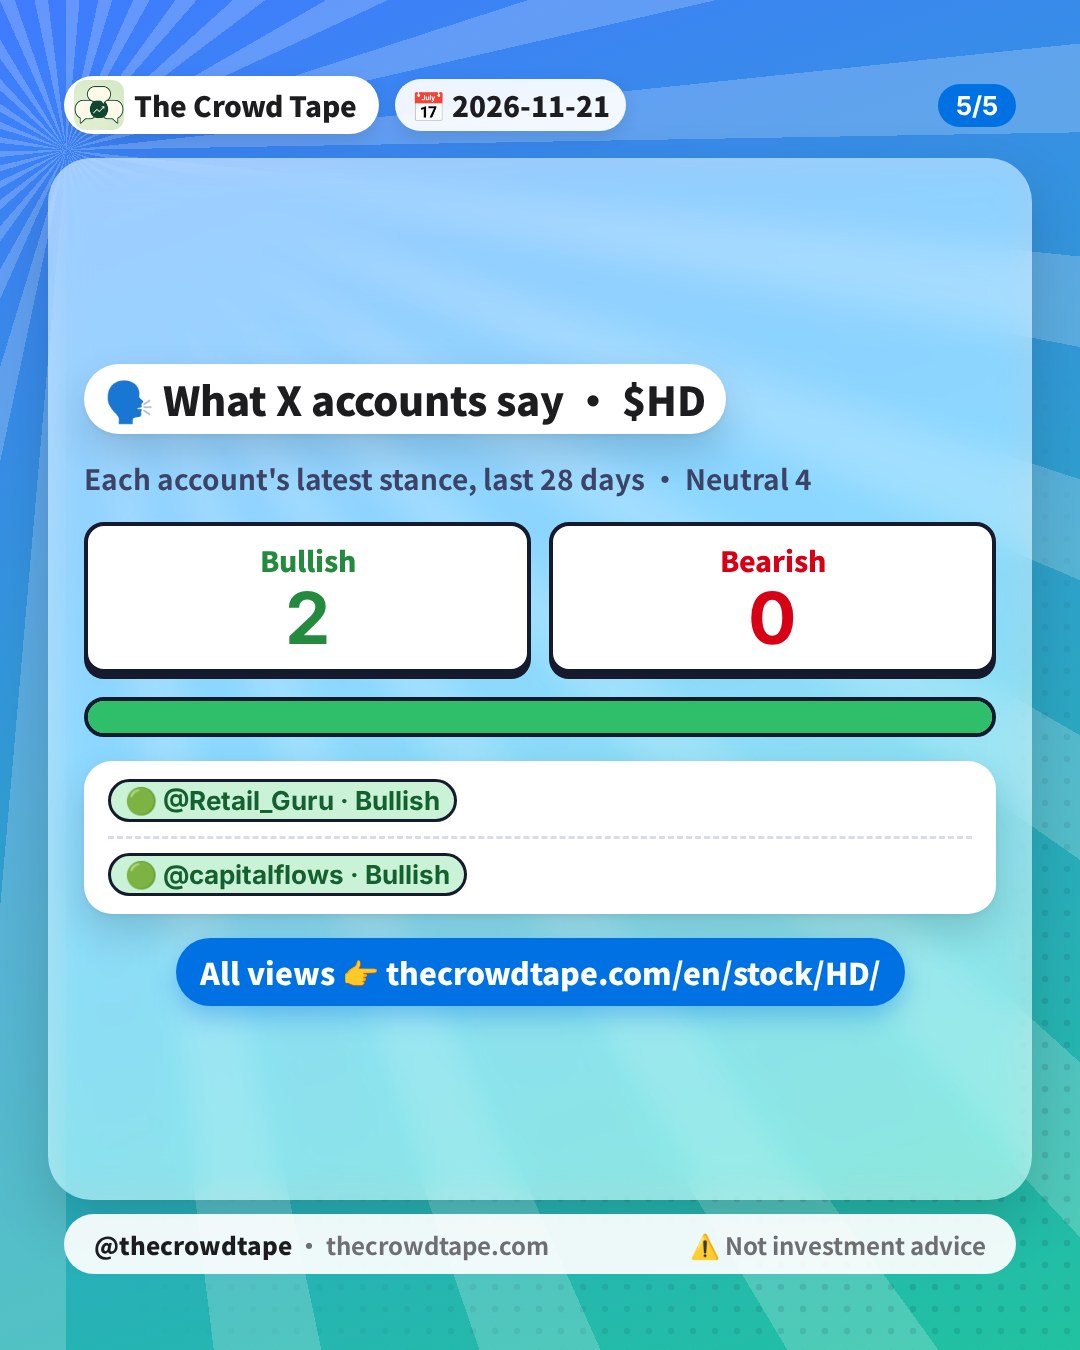 The Crowd Tape
📅 2026-11-21
5/5
🗣️ What X accounts say · $HD
Each account's latest stance, last 28 days · Neutral 4
Bullish
2
Bearish
0
🟢 @Retail_Guru · Bullish
🟢 @capitalflows · Bullish
All views 👉 thecrowdtape.com/en/stock/HD/
@thecrowdtape · thecrowdtape.com
⚠️ Not investment advice